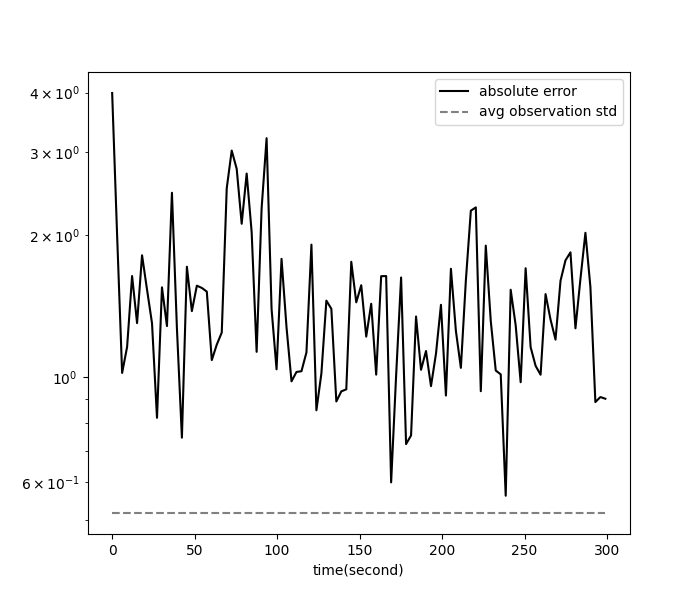 4 × 10⁰
3 × 10⁰
2 × 10⁰
10⁰
6 × 10⁻¹
absolute error
avg observation std
0 50 100 150 200 250 300
time(second)